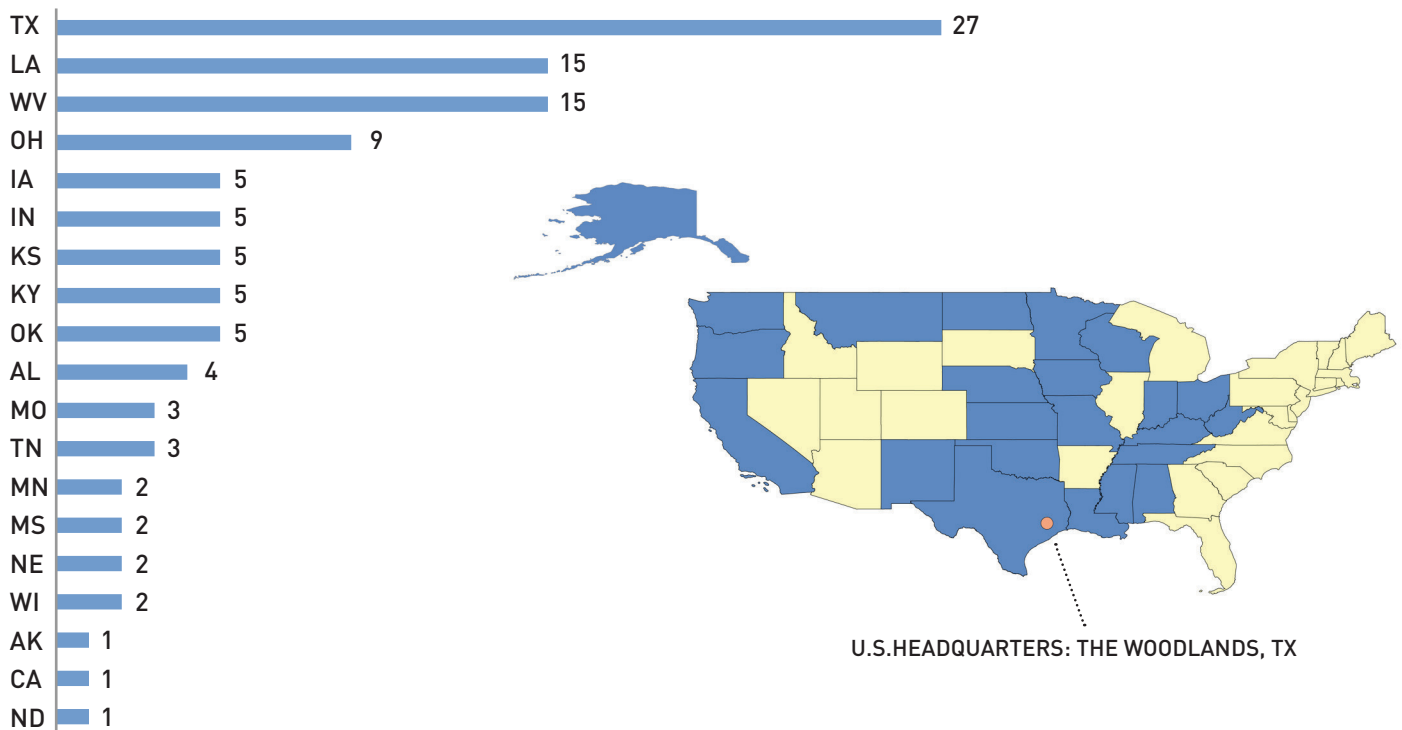 TX 27
LA 15
WV 15
OH 9
IA 5
IN 5
KS 5
KY 5
OK 5
AL 4
MO 3
TN 3
MN 2
MS 2
NE 2
WI 2
AK 1
CA 1
ND 1
U.S.HEADQUARTERS: THE WOODLANDS, TX